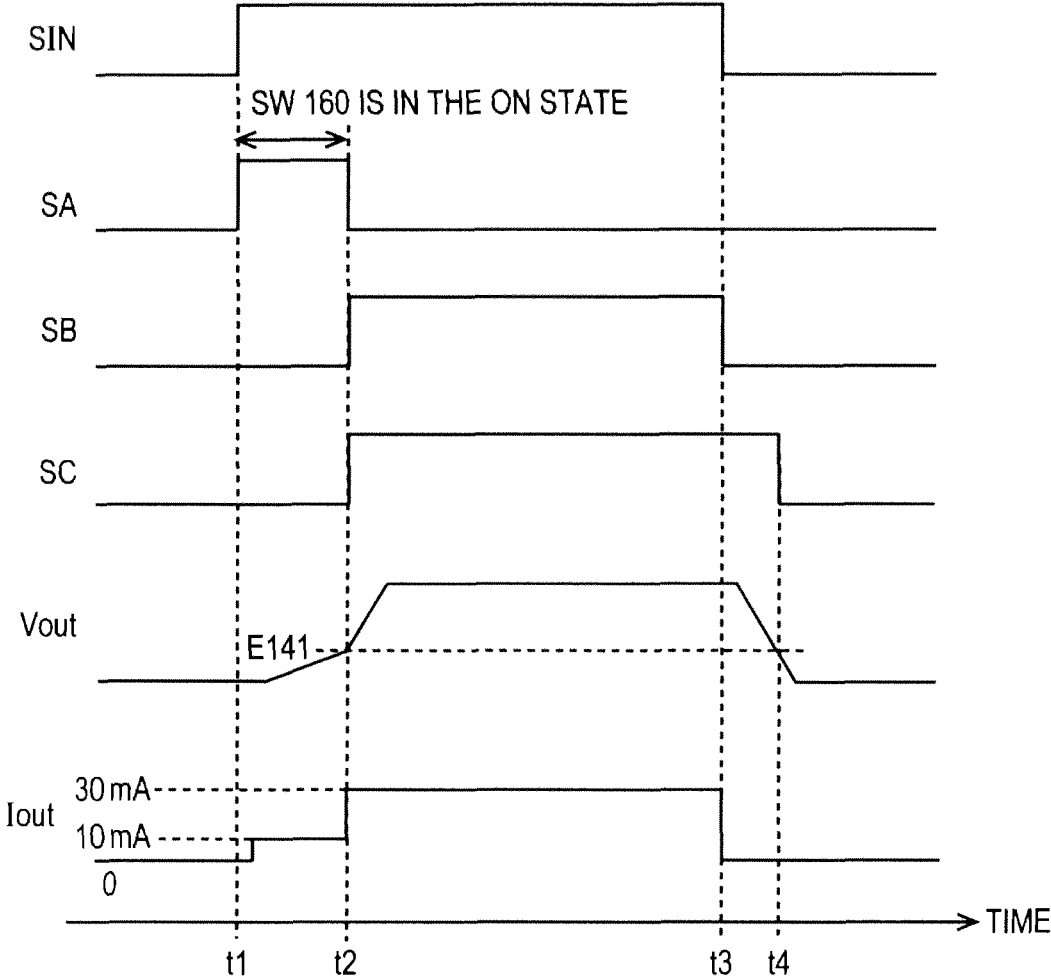 SIN
SW 160 IS IN THE ON STATE
SA
SB
SC
Vout
E141
30 mA
Iout
10 mA
0
TIME
t1 t2 t3 t4